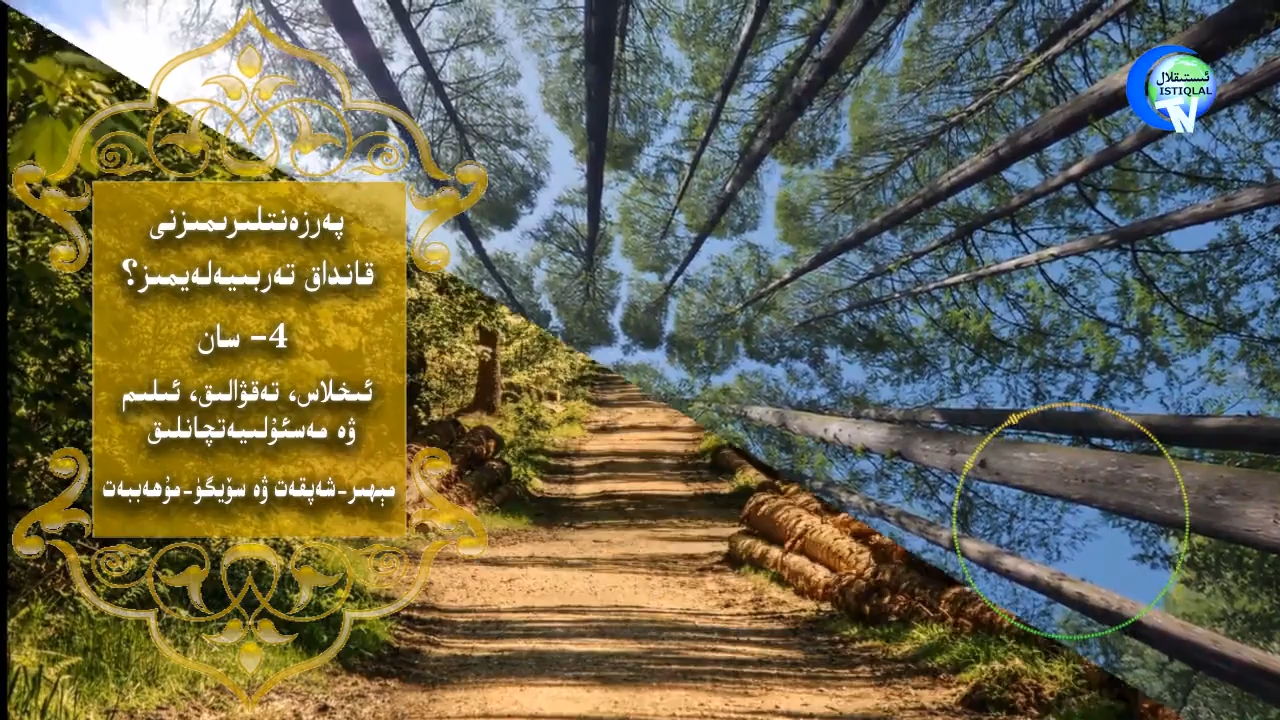 پەرزەنتلىرىمىزنى
قانداق تەربىيەلەيمىز؟
4- سان
ئىخلاس، تەقۋالىق، ئىلىم
ۋە مەسئۇلىيەتچانلىق
مېھىر-شەپقەت ۋە سۆيگۈ-مۇھەببەت
ئىستىقلال
ISTIQLAL
TV